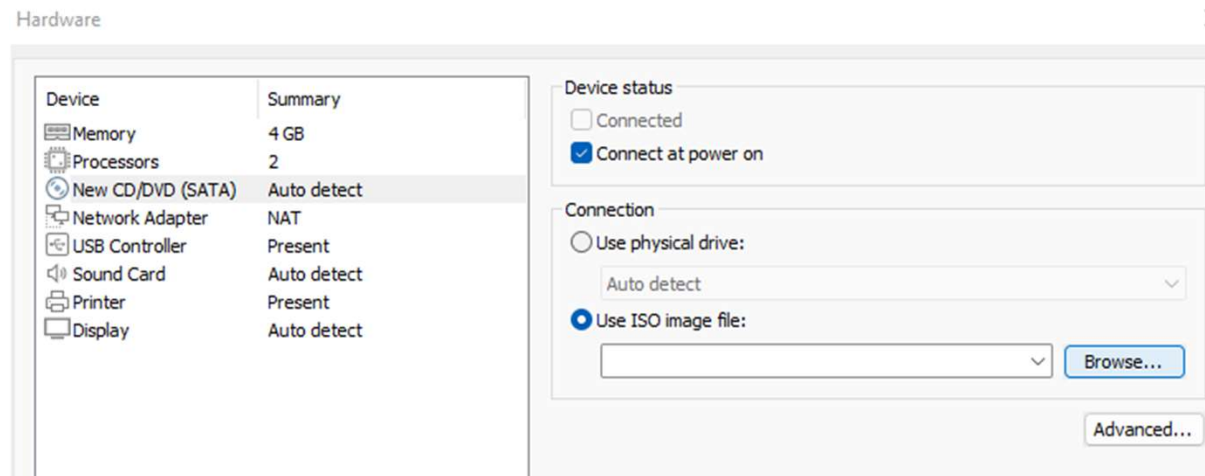 Hardware
Device Summary
Memory 4 GB
Processors 2
New CD/DVD (SATA) Auto detect
Network Adapter NAT
USB Controller Present
Sound Card Auto detect
Printer Present
Display Auto detect
Device status
Connected
Connect at power on
Connection
Use physical drive:
Auto detect
Use ISO image file:
Browse...
Advanced...